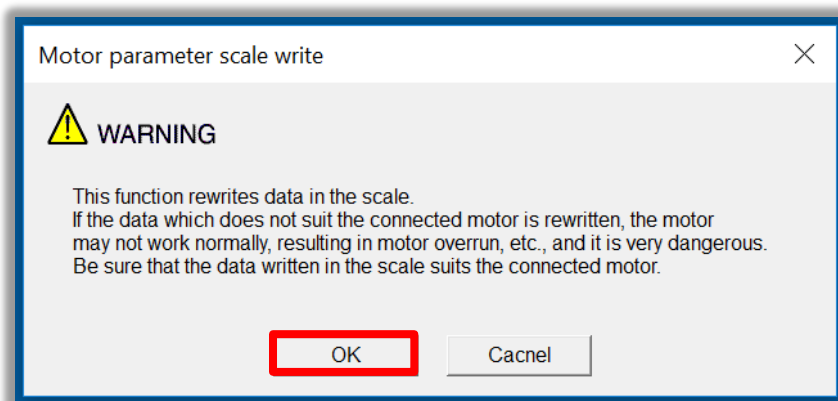 Motor parameter scale write
WARNING
This function rewrites data in the scale.
If the data which does not suit the connected motor is rewritten, the motor
may not work normally, resulting in motor overrun, etc., and it is very dangerous.
Be sure that the data written in the scale suits the connected motor.
OK
Cacnel